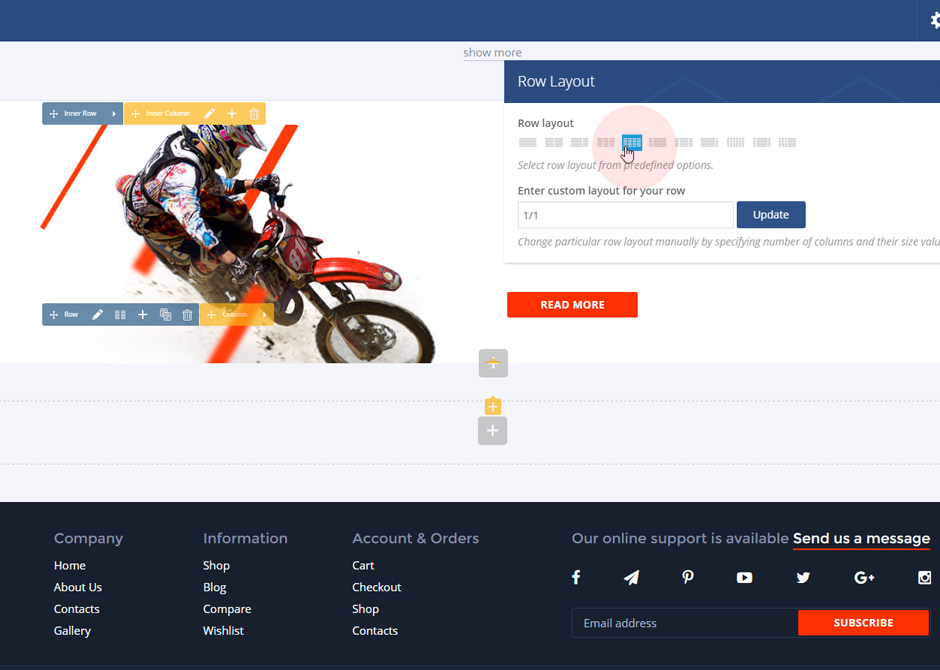 show more
Row Layout
Inner Row
Inner Column
Row layout
Select row layout from predefined options.
Enter custom layout for your row
1/1
Update
Change particular row layout manually by specifying number of columns and their size
81
READ MORE
Row
Column
Company
Home
About Us
Contacts
Gallery
Information
Shop
Blog
Compare
Wishlist
Account & Orders
Cart
Checkout
Shop
Contacts
Our online support is available Send us a message
Email address
SUBSCRIBE